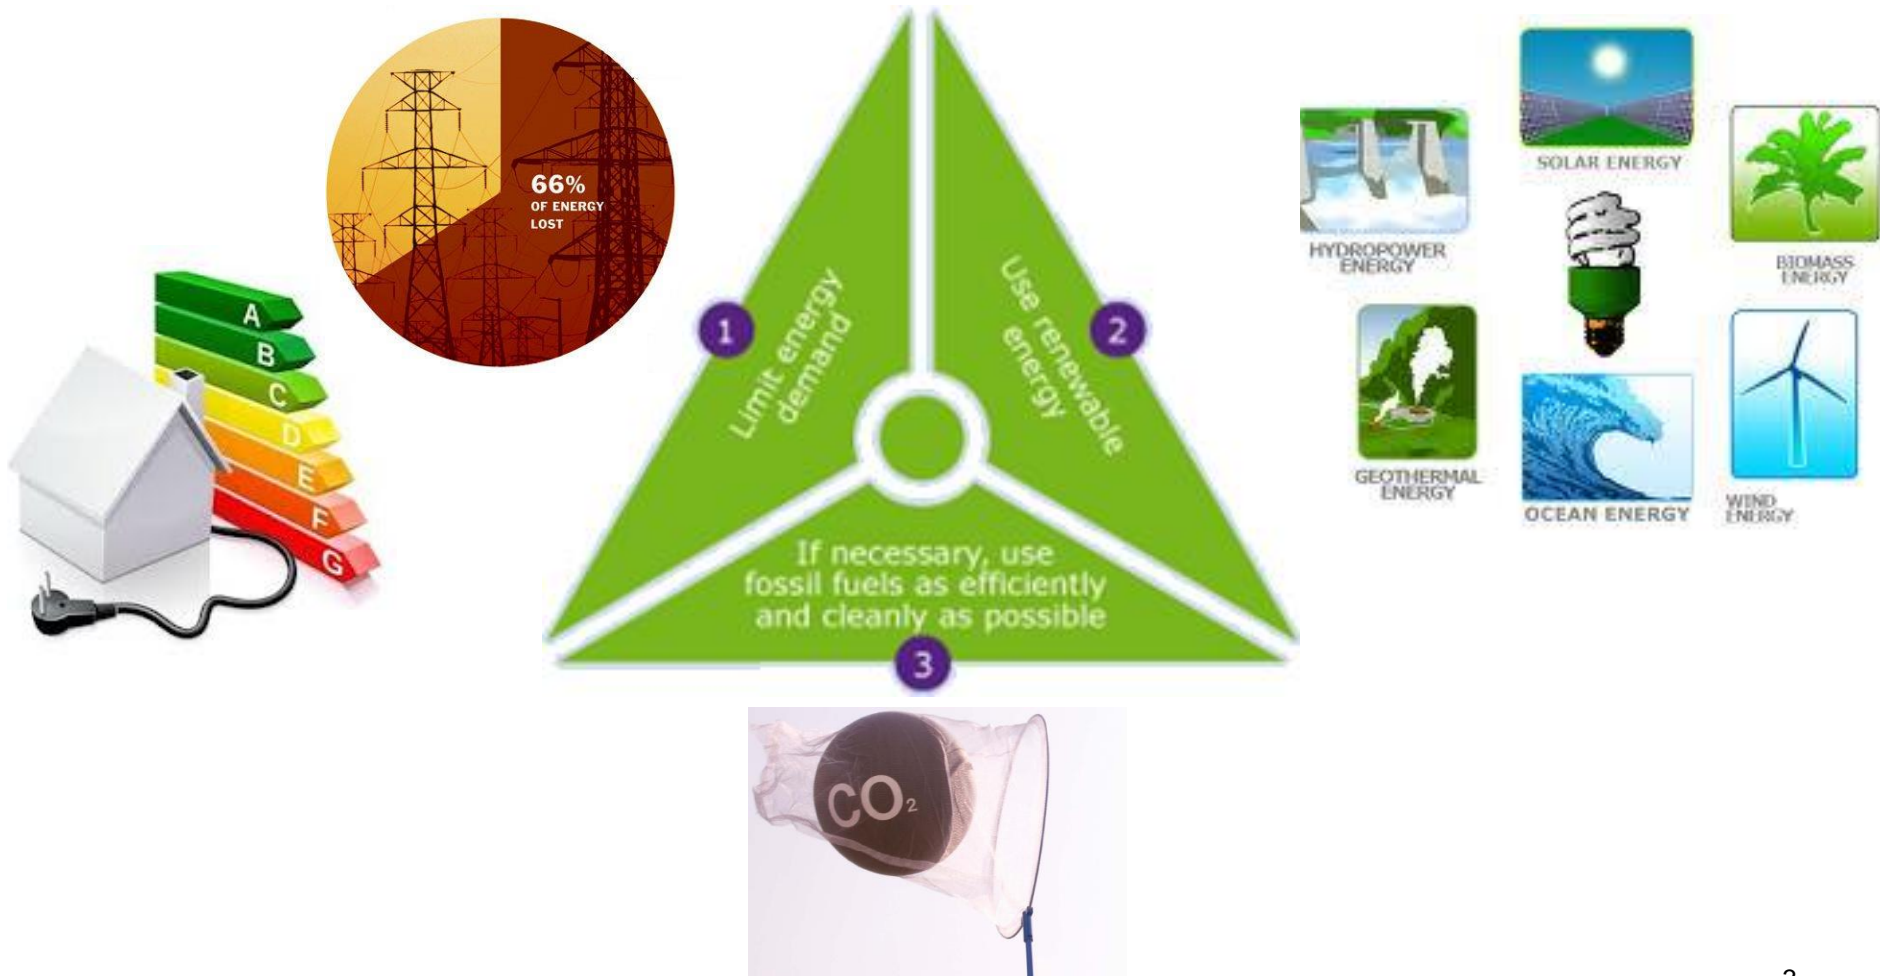 66%
OF ENERGY
LOST
A
B
C
D
E
F
G
1
Limit energy
demand
2
Use renewable
energy
If necessary, use
fossil fuels as efficiently
and cleanly as possible
3
SOLAR ENERGY
HYDROPOWER
ENERGY
BIOMASS
ENERGY
GEOTHERMAL
ENERGY
OCEAN ENERGY
WIND
ENERGY
CO₂